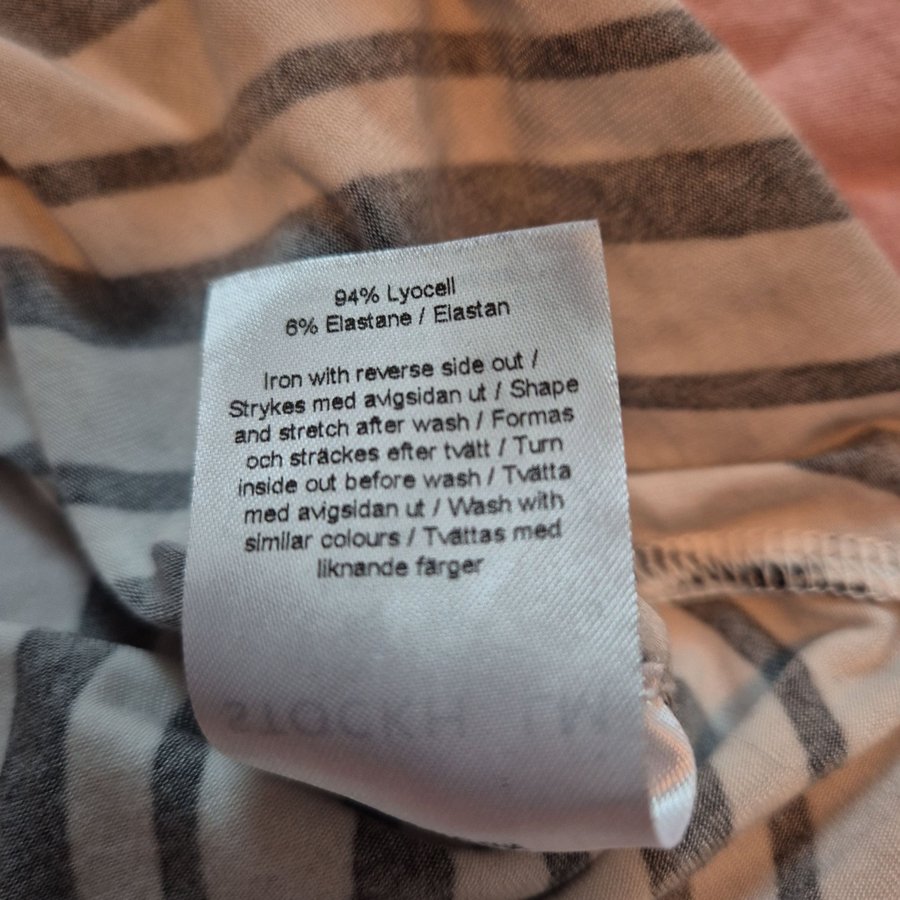 94% Lyocell
6% Elastane / Elastan
Iron with reverse side out /
Strykes med avigsidan ut / Shape
and stretch after wash / Formas
och sträckes efter tvätt / Turn
inside out before wash / Tvätta
med avigsidan ut / Wash with
similar colours / Tvättas med
liknande färger